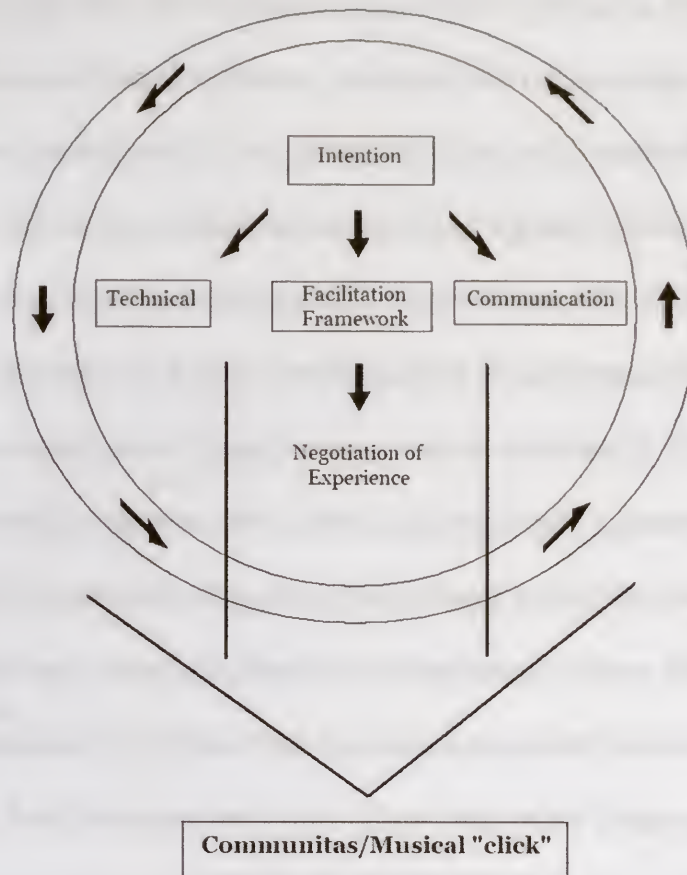 Intention
Technical
Facilitation
Framework
Communication
Negotiation of
Experience
Communitas/Musical "click"